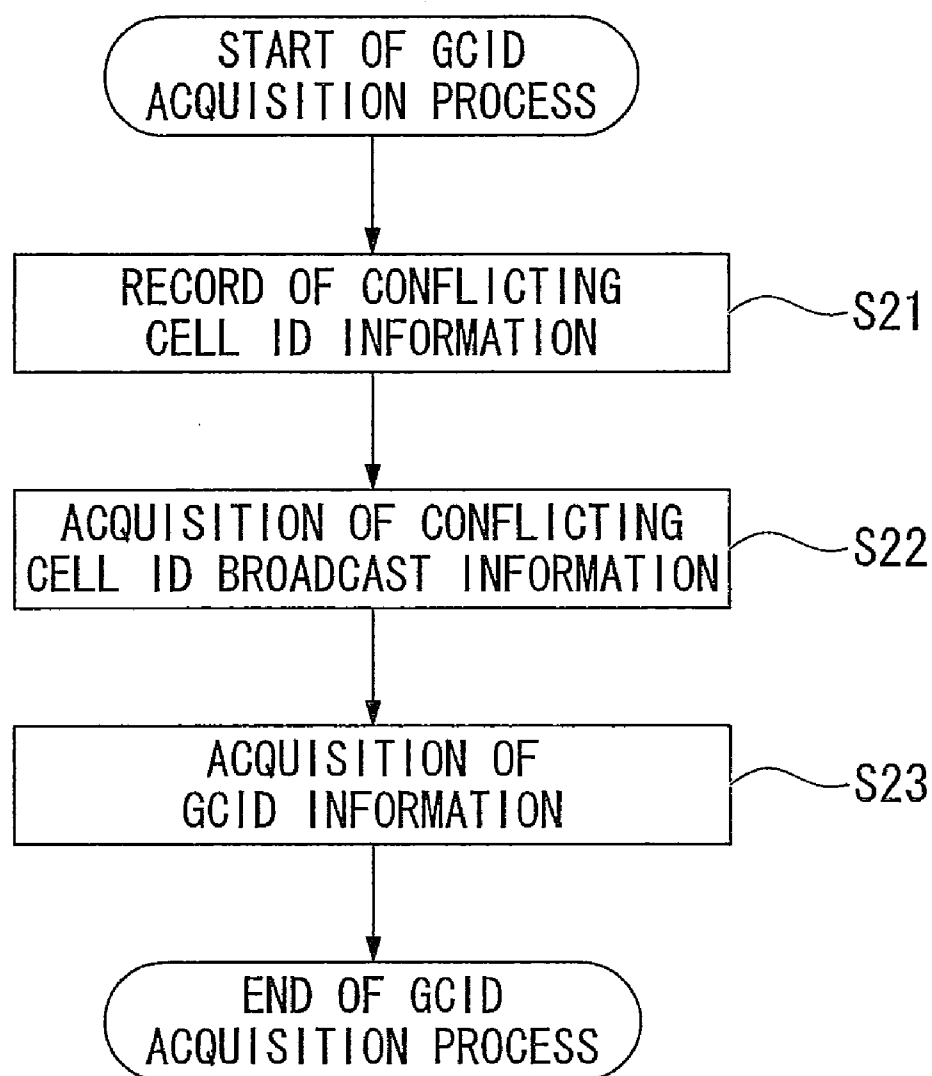 START OF GCID
ACQUISITION PROCESS
RECORD OF CONFLICTING
CELL ID INFORMATION
S21
ACQUISITION OF CONFLICTING
CELL ID BROADCAST INFORMATION
S22
ACQUISITION OF
GCID INFORMATION
S23
END OF GCID
ACQUISITION PROCESS